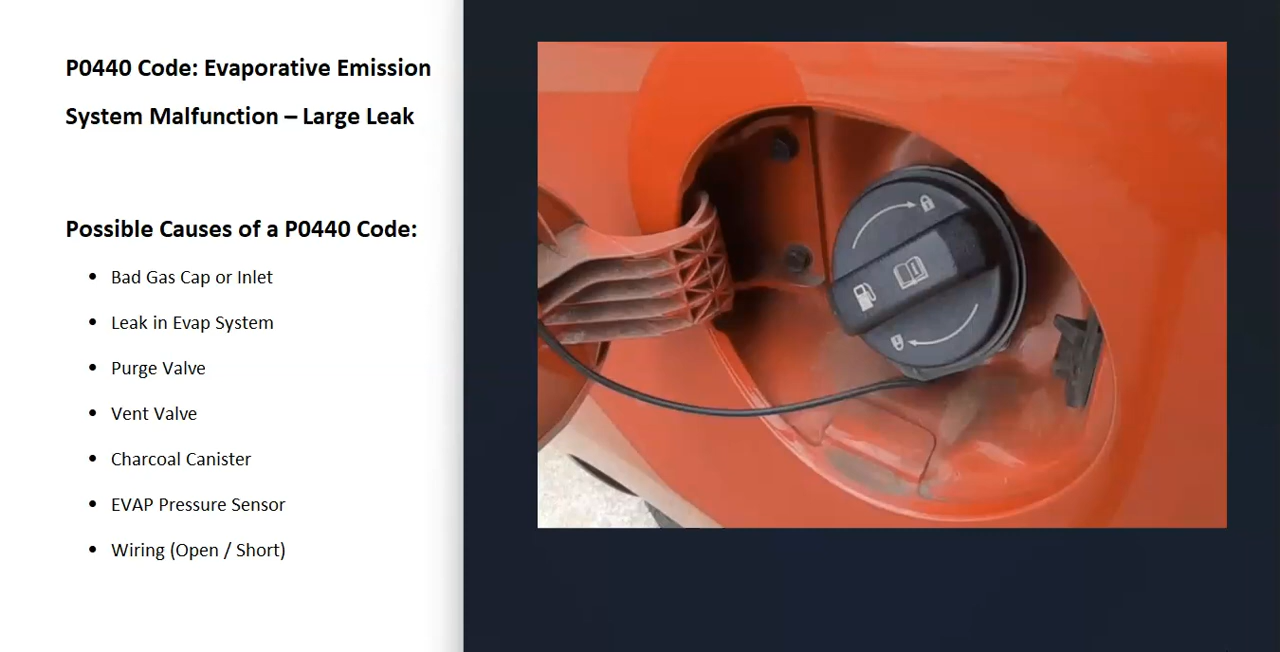 P0440 Code: Evaporative Emission
System Malfunction – Large Leak
Possible Causes of a P0440 Code:
• Bad Gas Cap or Inlet
• Leak in Evap System
• Purge Valve
• Vent Valve
• Charcoal Canister
• EVAP Pressure Sensor
• Wiring (Open / Short)